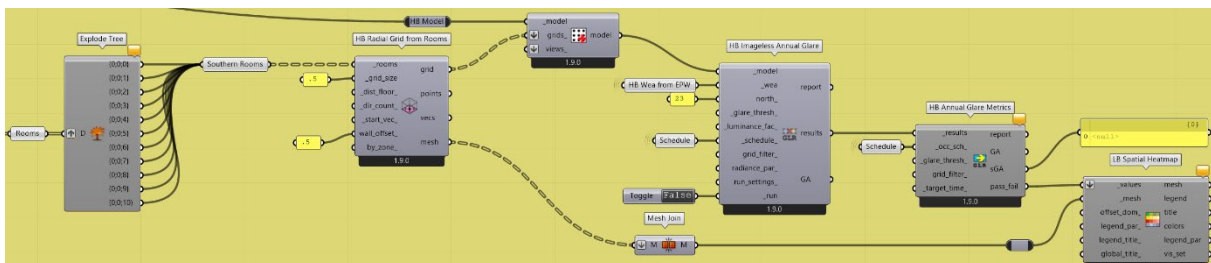 HB Model
_model
grids_
views_
model
1.9.0
Explode Tree
Rooms
D
{0;0;0}
{0;0;1}
{0;0;2}
{0;0;3}
{0;0;4}
{0;0;5}
{0;0;6}
{0;0;7}
{0;0;8}
{0;0;9}
{0;0;10}
Southern Rooms
.5
.5
HB Radial Grid from Rooms
_rooms
_grid_size
_dist_floor_
_dir_count_
_start_vec_
wall_offset_
by_zone_
grid
points
vecs
mesh
1.9.0
HB Wea from EPW
23
Schedule
Toggle False
HB Imageless Annual Glare
_model
_wea
north_
_glare_thresh_
_luminance_fac_
_schedule_
grid_filter_
radiance_par_
run_settings_
_run
report
results
GA
1.9.0
Mesh Join
M M
Schedule
HB Annual Glare Metrics
_results
_occ_sch_
_glare_thresh_
grid_filter_
_target_time_
report
GA
sGA
pass_fail
1.9.0
0 <null>
LB Spatial Heatmap
_values
_mesh
offset_dom_
legend_par_
legend_title_
global_title_
mesh
legend
title
colors
legend_par
vis_set